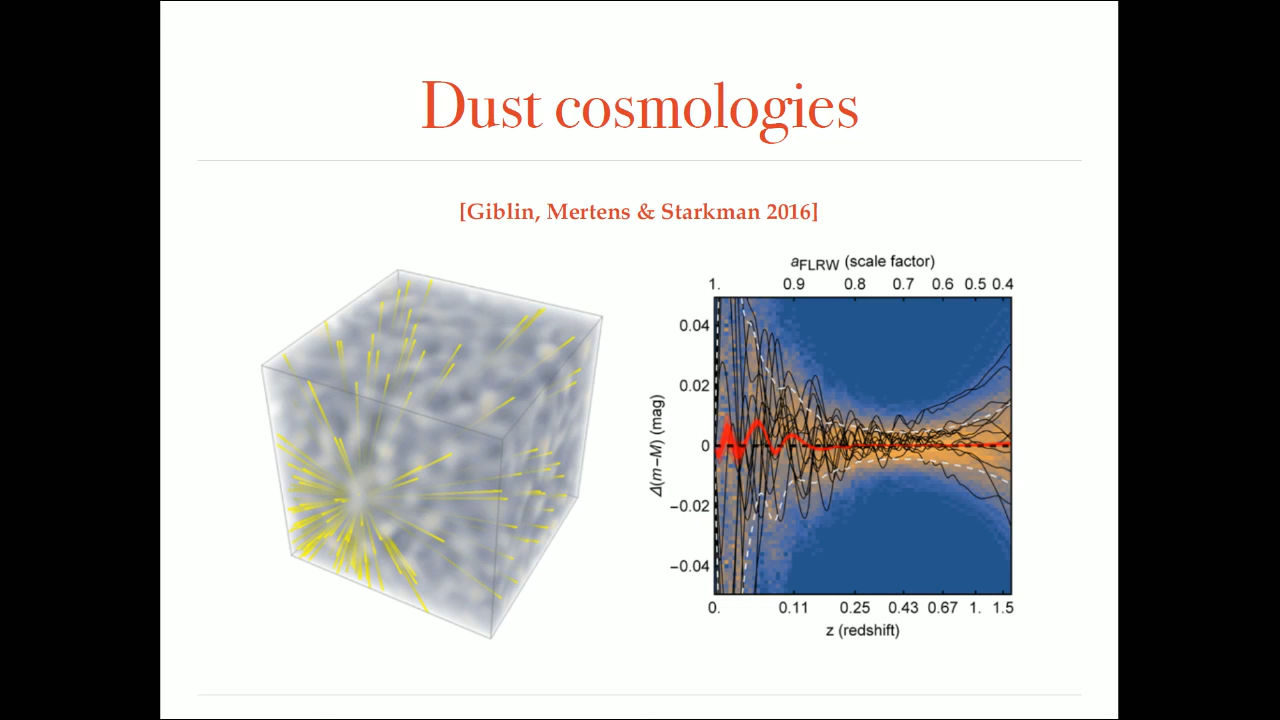 Dust cosmologies
[Giblin, Mertens & Starkman 2016]
aFLRW (scale factor)
1. 0.9 0.8 0.7 0.6 0.5 0.4
Δ(m−M) (mag)
0.04
0.02
0
−0.02
−0.04
0. 0.11 0.25 0.43 0.67 1. 1.5
z (redshift)